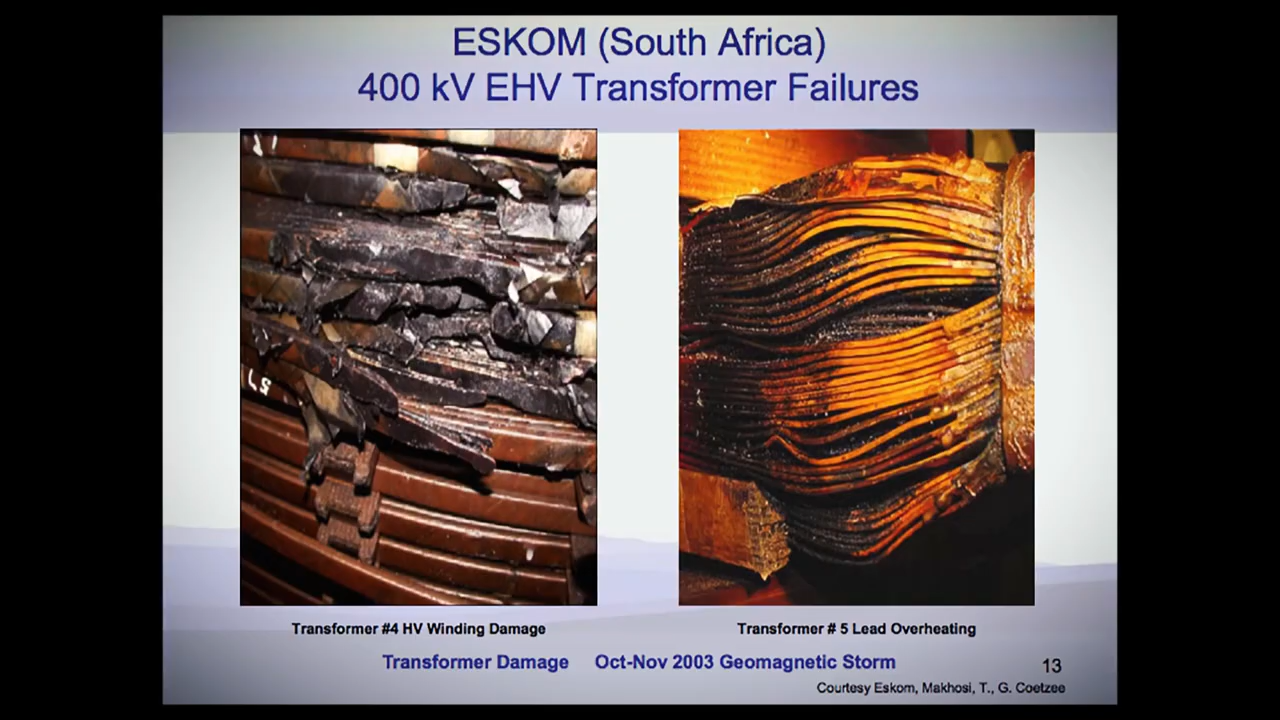 ESKOM (South Africa)
400 kV EHV Transformer Failures
Transformer #4 HV Winding Damage
Transformer # 5 Lead Overheating
Transformer Damage Oct-Nov 2003 Geomagnetic Storm
13
Courtesy Eskom, Makhosi, T., G. Coetzee